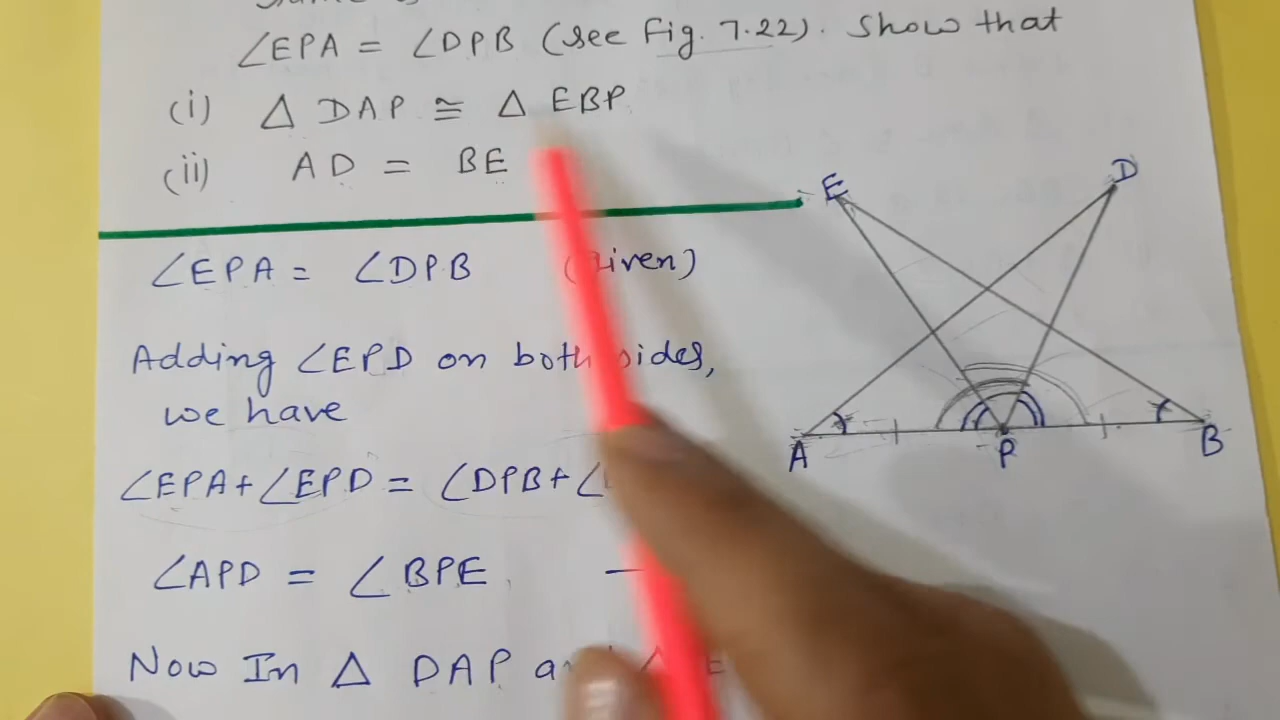 ∠EPA = ∠DPB (See Fig. 7.22). Show that
(i) △ DAP ≅ △ EBP
(ii) AD = BE
∠EPA = ∠DPB
Adding ∠EPD on both sides,
we have
∠EPA + ∠EPD = ∠DPB + ∠
∠APD = ∠BPE
Now In △ DAP
E
D
A
P
B